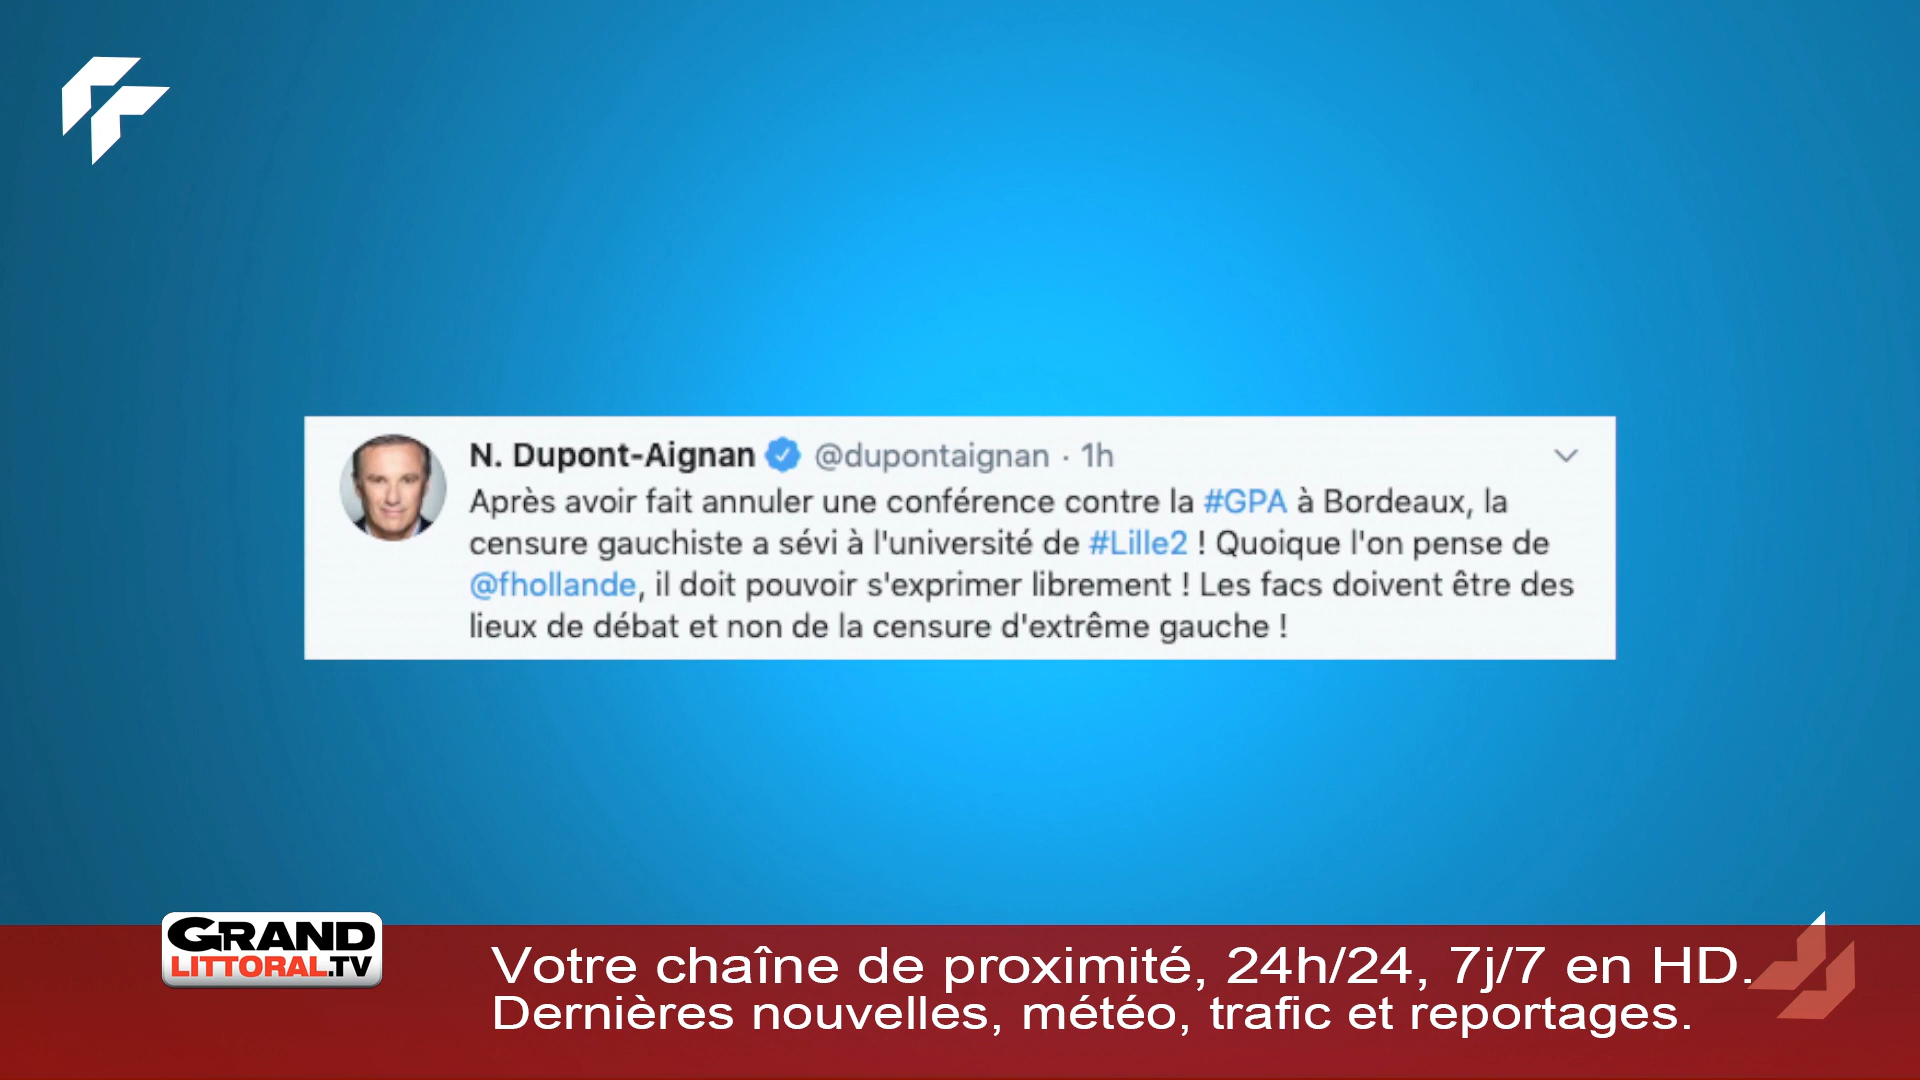 N. Dupont-Aignan @dupontaignan · 1h
Après avoir fait annuler une conférence contre la #GPA à Bordeaux, la
censure gauchiste a sévi à l'université de #Lille2 ! Quoique l'on pense de
@fhollande, il doit pouvoir s'exprimer librement ! Les facs doivent être des
lieux de débat et non de la censure d'extrême gauche !
GRAND
LITTORAL.TV
Votre chaîne de proximité, 24h/24, 7j/7 en HD.
Dernières nouvelles, météo, trafic et reportages.